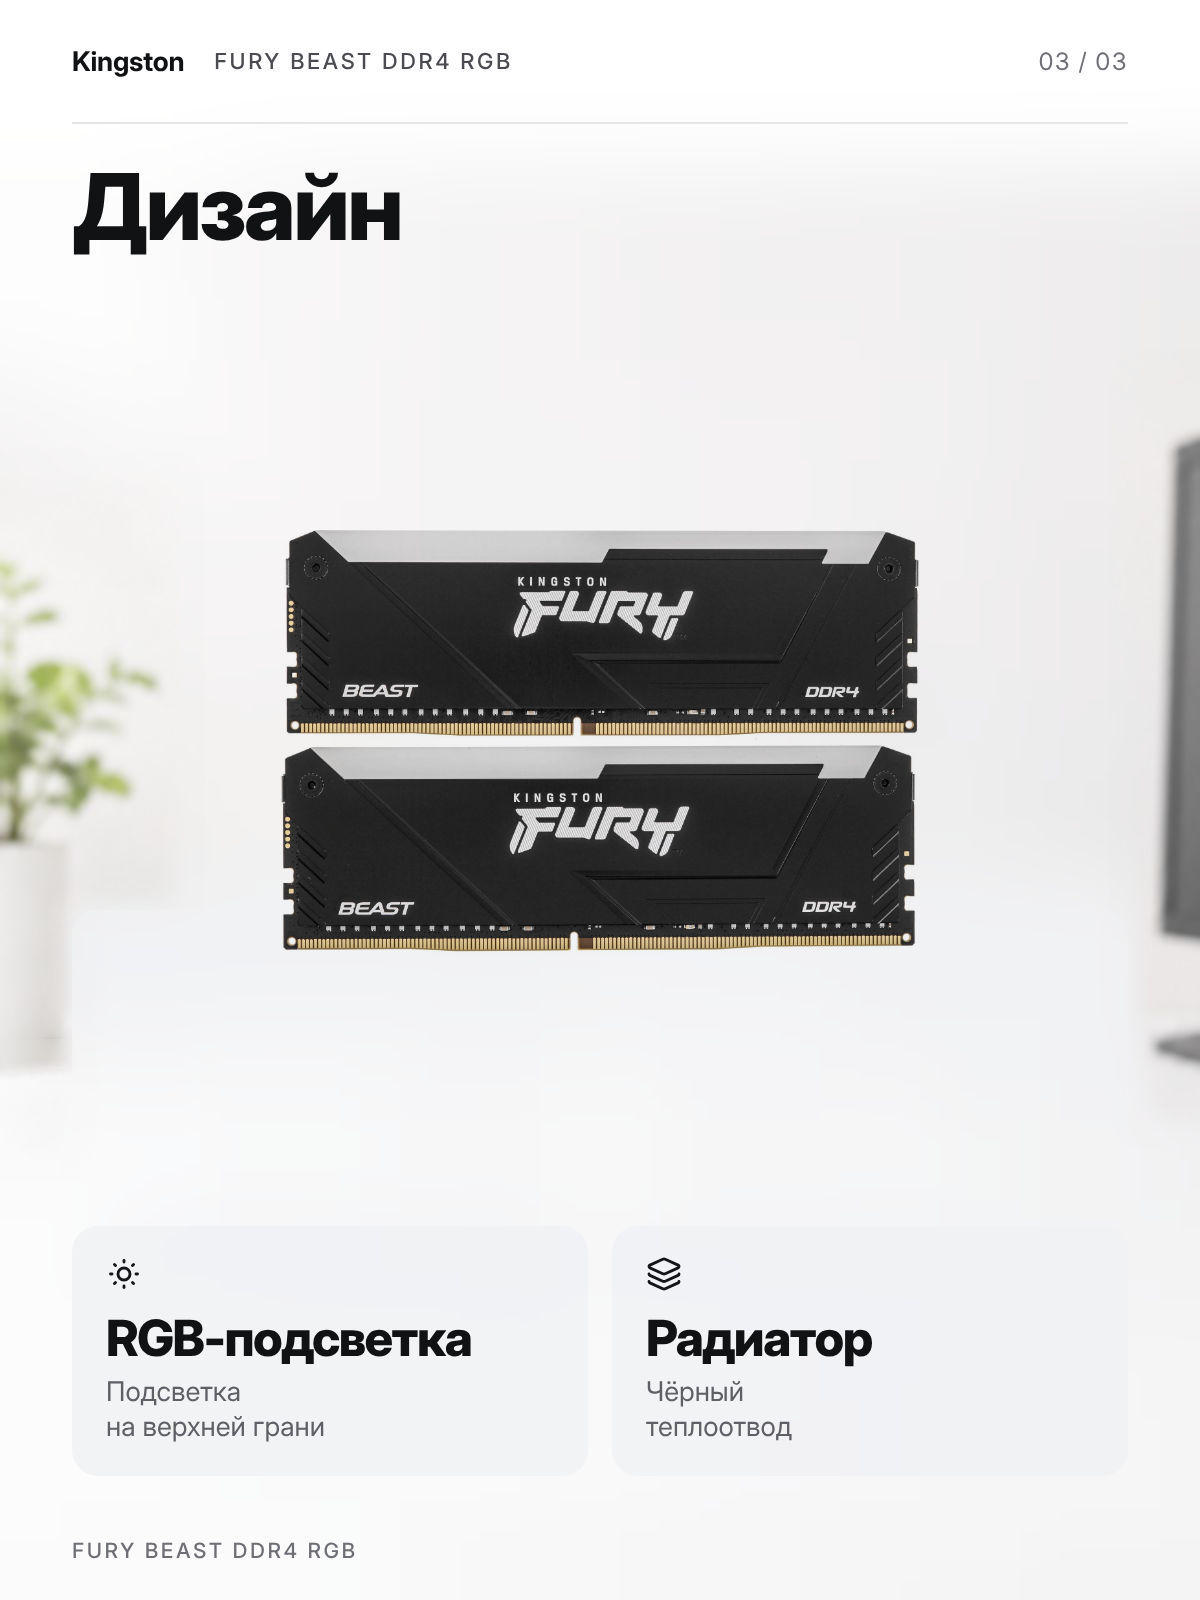 Kingston FURY BEAST DDR4 RGB 03 / 03
Дизайн
KINGSTON
FURY
BEAST DDR4
KINGSTON
FURY
BEAST DDR4
RGB-подсветка
Подсветка
на верхней грани
Радиатор
Чёрный
теплоотвод
FURY BEAST DDR4 RGB